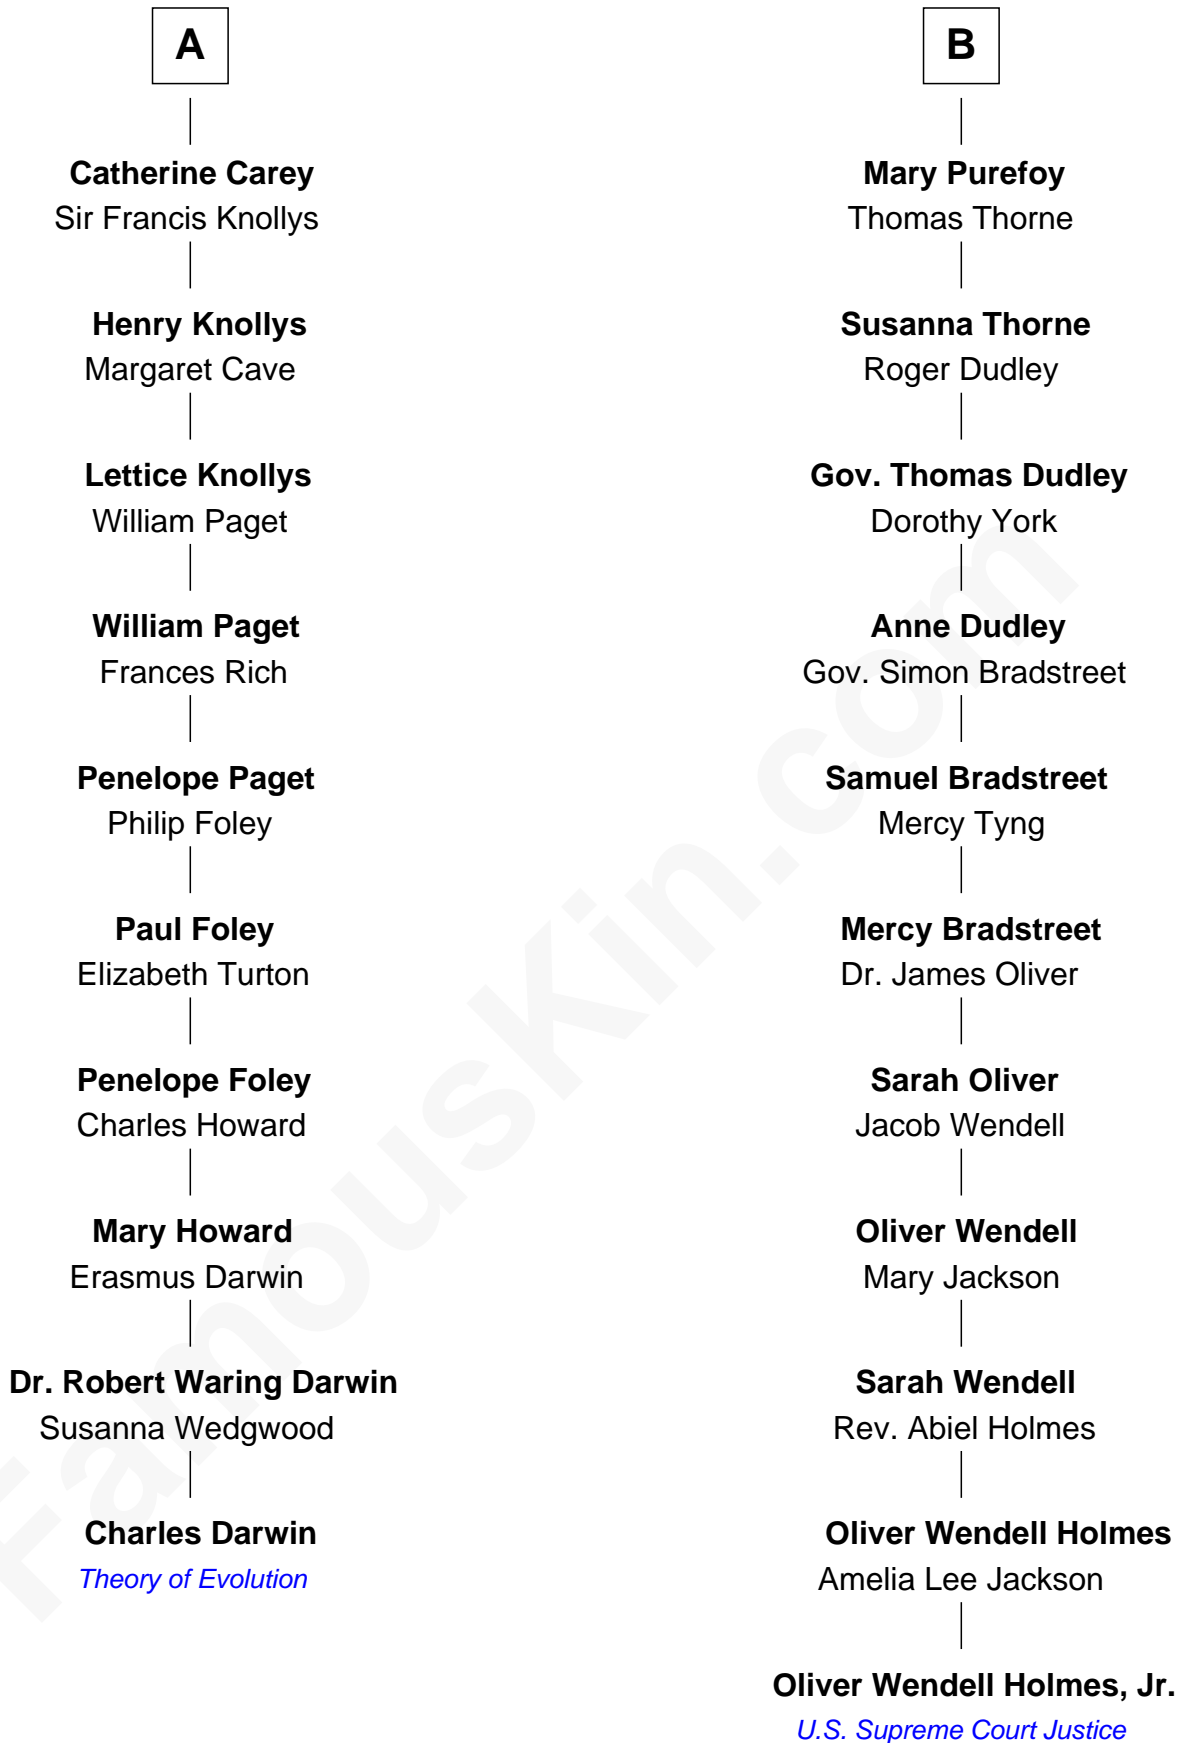 A
Catherine Carey
Sir Francis Knollys
Henry Knollys
Margaret Cave
Lettice Knollys
William Paget
William Paget
Frances Rich
Penelope Paget
Philip Foley
Paul Foley
Elizabeth Turton
Penelope Foley
Charles Howard
Mary Howard
Erasmus Darwin
Dr. Robert Waring Darwin
Susanna Wedgwood
Charles Darwin
Theory of Evolution
B
Mary Purefoy
Thomas Thorne
Susanna Thorne
Roger Dudley
Gov. Thomas Dudley
Dorothy York
Anne Dudley
Gov. Simon Bradstreet
Samuel Bradstreet
Mercy Tyng
Mercy Bradstreet
Dr. James Oliver
Sarah Oliver
Jacob Wendell
Oliver Wendell
Mary Jackson
Sarah Wendell
Rev. Abiel Holmes
Oliver Wendell Holmes
Amelia Lee Jackson
Oliver Wendell Holmes, Jr.
U.S. Supreme Court Justice
FamousKin.com